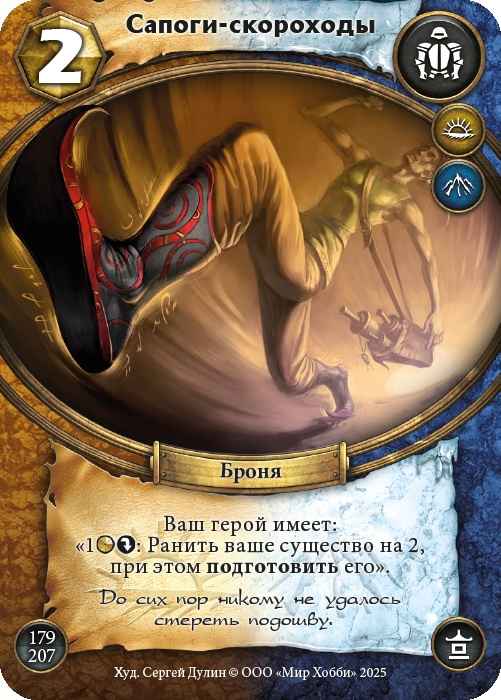 Сапоги-скороходы
2
Броня
Ваш герой имеет:
«1: Ранить ваше существо на 2,
при этом подготовить его».
До сих пор никому не удалось
стереть подошву.
179
207
Худ. Сергей Дулин © ООО «Мир Хобби» 2025